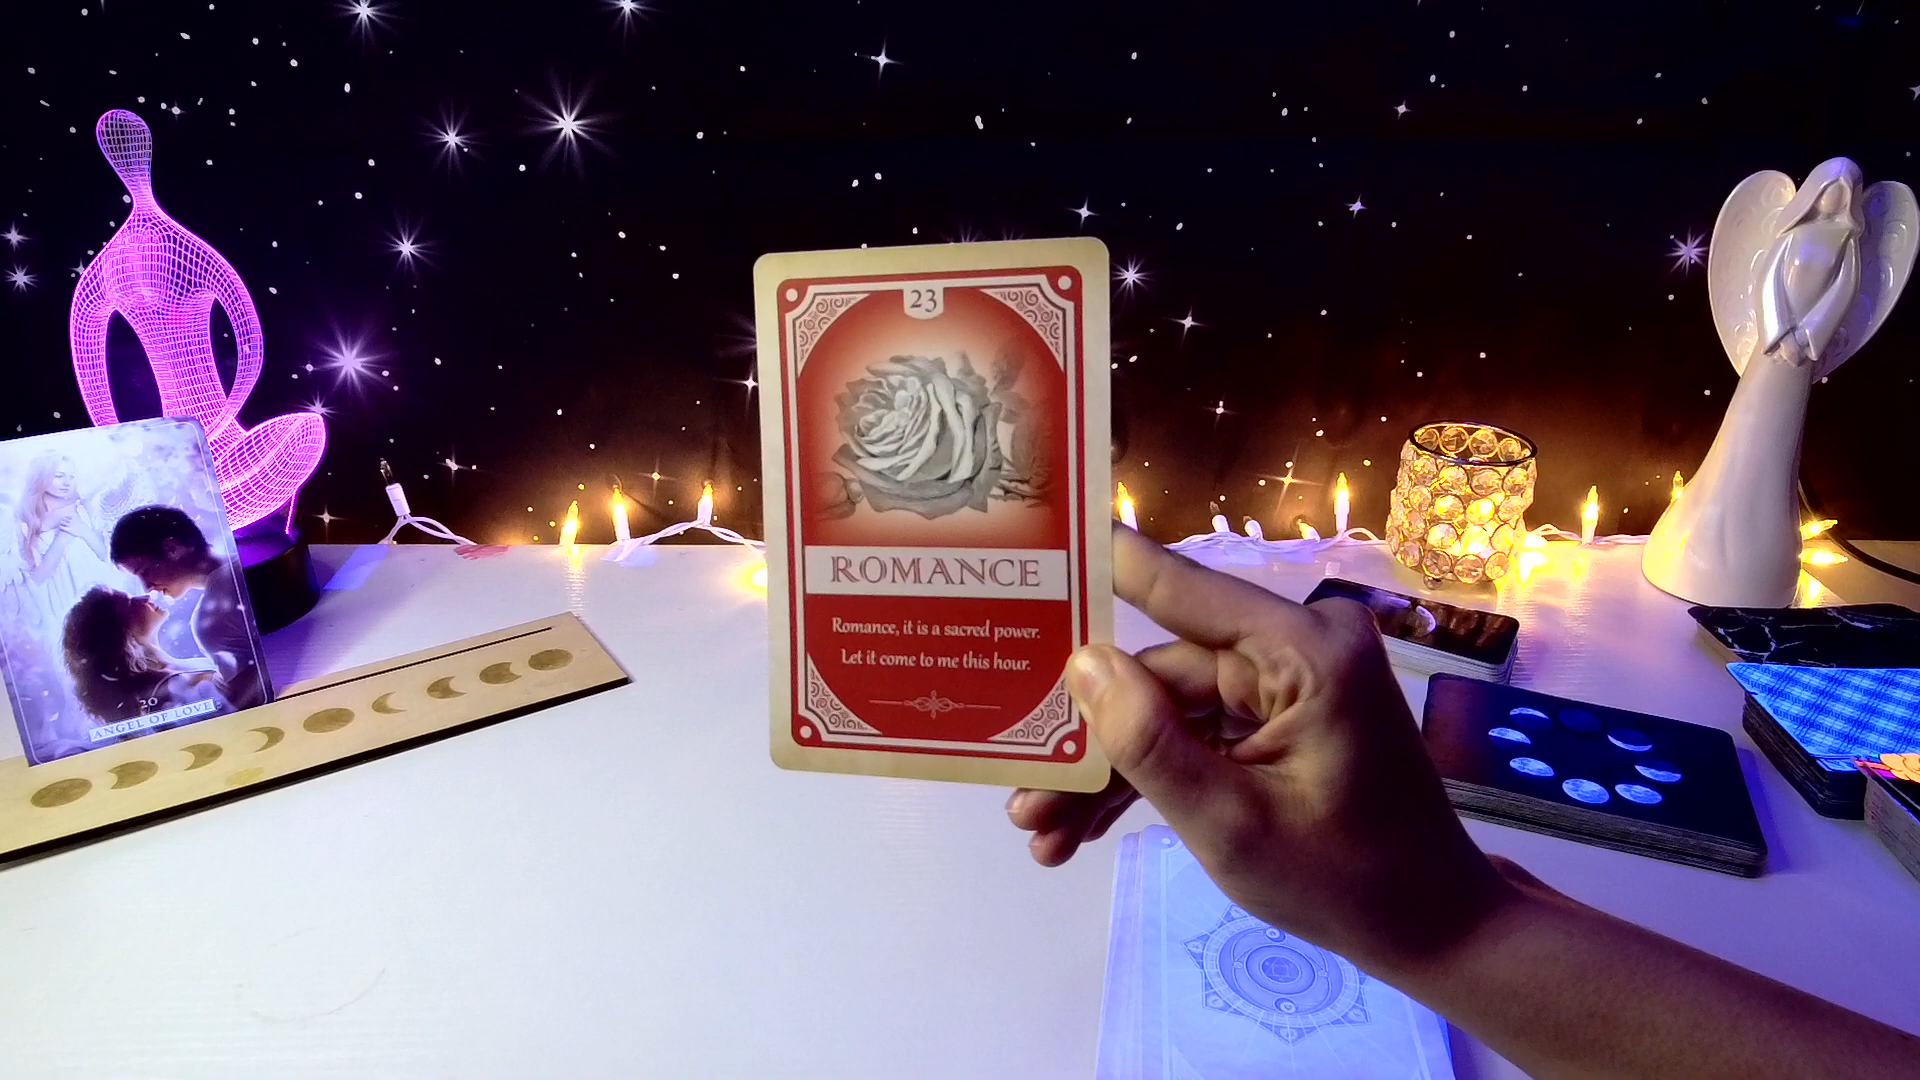 23
ROMANCE
Romance, it is a sacred power.
Let it come to me this hour.
20
ANGEL OF LOVE